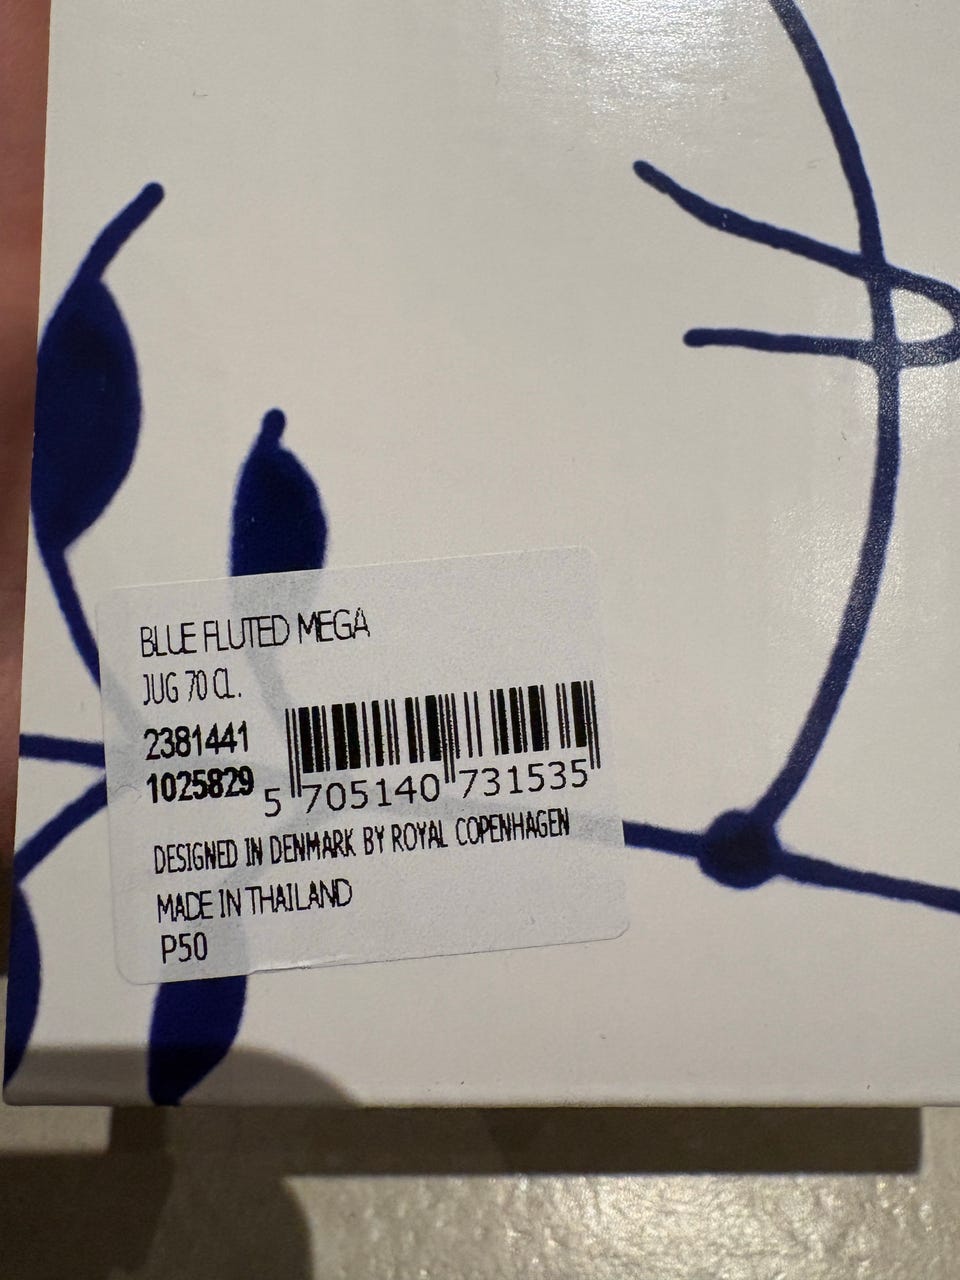 BLUE FLUTED MEGA
JUG 70 CL.
2381441
1025829
5 705140 731535
DESIGNED IN DENMARK BY ROYAL COPENHAGEN
MADE IN THAILAND
P50